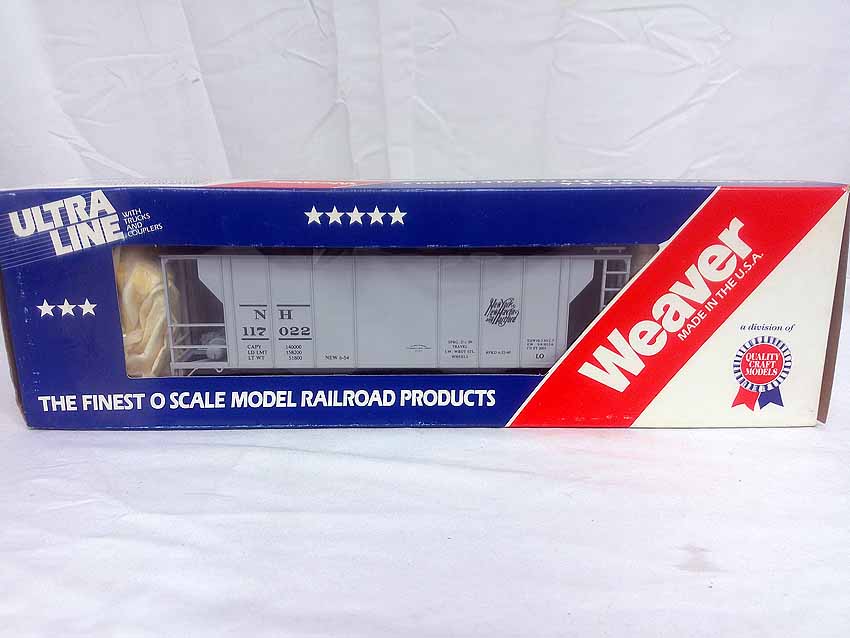 ULTRA
LINE
WITH
TRUCKS
AND
COUPLERS
N H
117 022
CAPY 140000
LD LMT 158200
LT WT 51800
NEW 6-54
New York
New Haven
and Hartford
TRAVEL
WHEELS
LO
THE FINEST O SCALE MODEL RAILROAD PRODUCTS
Weaver
MADE IN THE U.S.A.
a division of
QUALITY
CRAFT
MODELS